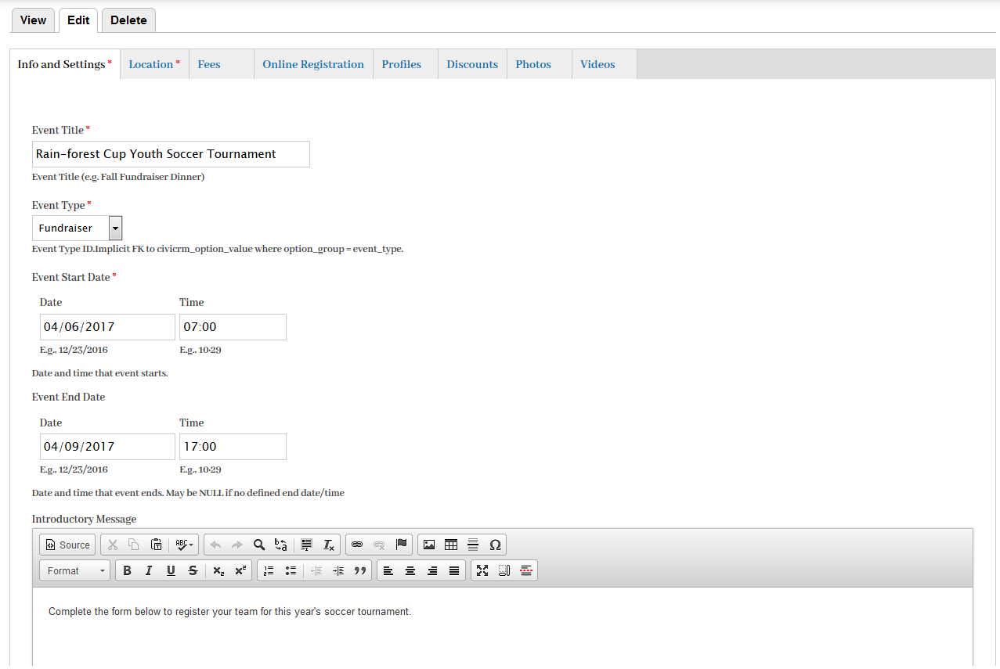 View Edit Delete
Info and Settings * Location * Fees Online Registration Profiles Discounts Photos Videos
Event Title *
Rain-forest Cup Youth Soccer Tournament
Event Title (e.g. Fall Fundraiser Dinner)
Event Type *
Fundraiser
Event Type ID.Implicit FK to civicrm_option_value where option_group = event_type.
Event Start Date *
Date Time
04/06/2017 07:00
E.g., 12/23/2016 E.g., 10:29
Date and time that event starts.
Event End Date
Date Time
04/09/2017 17:00
E.g., 12/23/2016 E.g., 10:29
Date and time that event ends. May be NULL if no defined end date/time
Introductory Message
Source ABC Ω
Format B I U S x₂ x²
Complete the form below to register your team for this year's soccer tournament.